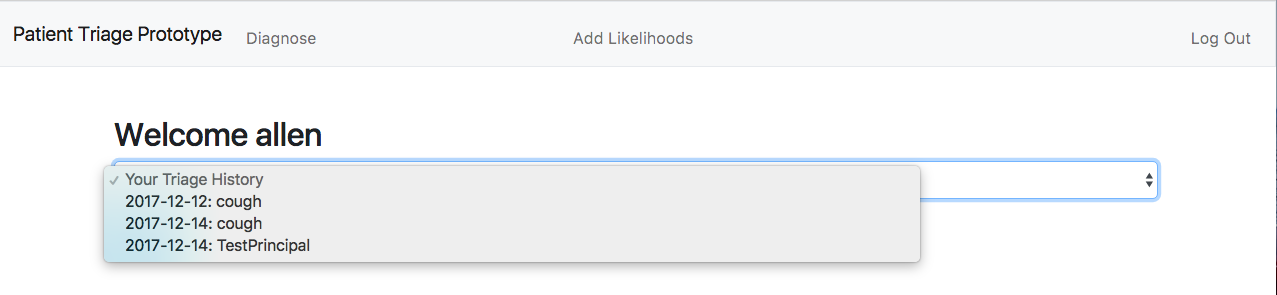 Patient Triage Prototype Diagnose Add Likelihoods Log Out
Welcome allen
Your Triage History
2017-12-12: cough
2017-12-14: cough
2017-12-14: TestPrincipal